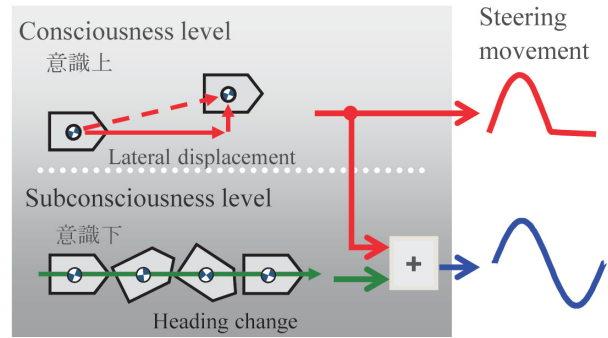 Consciousness level
意識上
Lateral displacement
Subconsciousness level
意識下
Heading change
+
Steering
movement